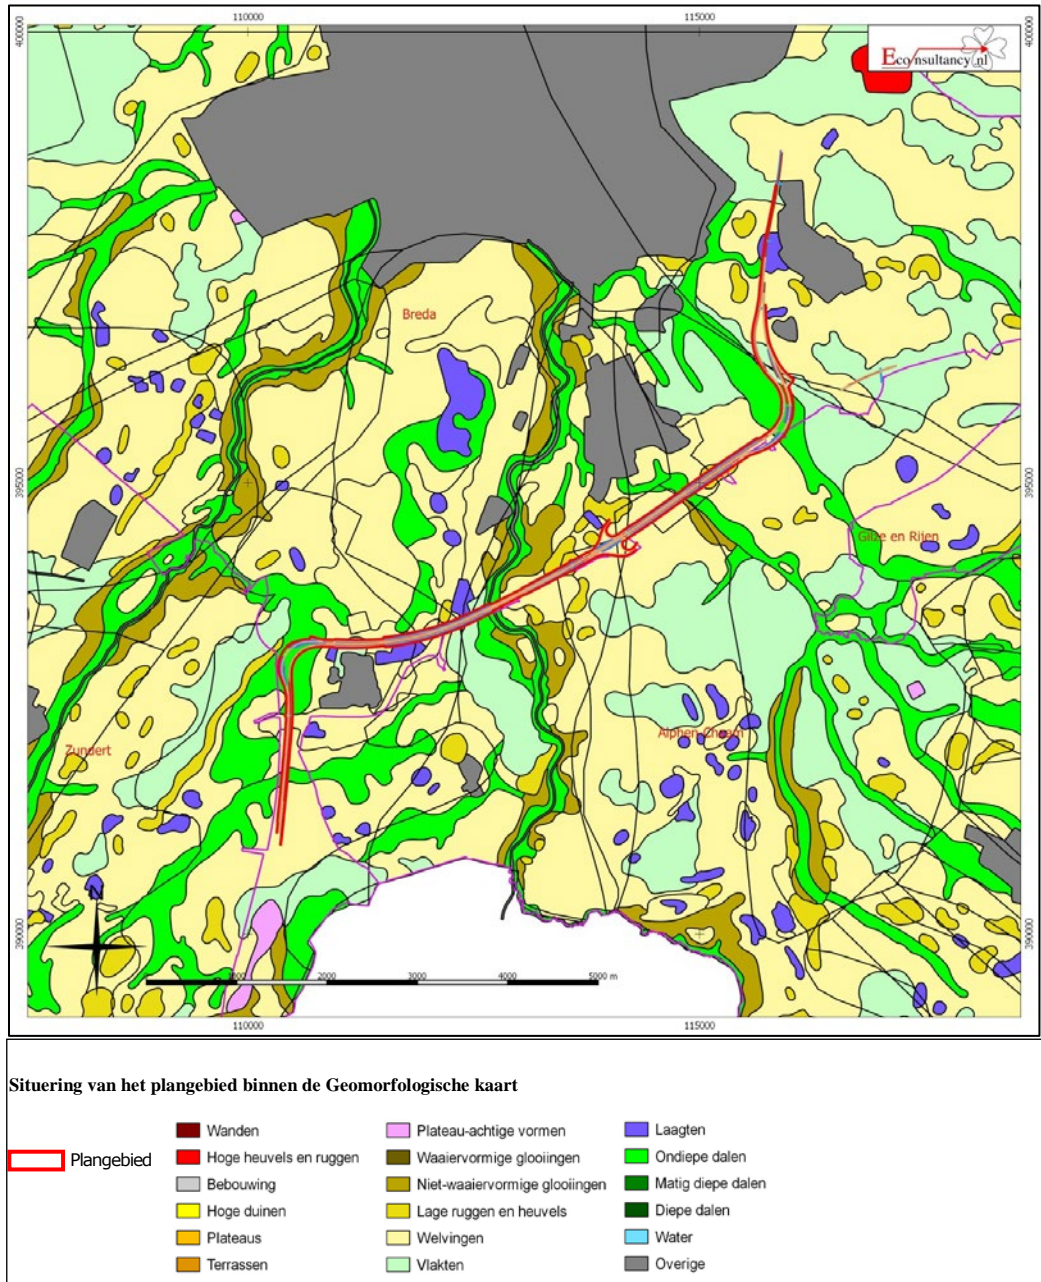 110000
115000
400000
400000
Econsultancy.nl
Breda
395000
395000
Gilze en Rijen
Zundert
Alphen-Chaam
N
390000
390000
1000
2000
3000
4000
5000 m
110000
115000
Situering van het plangebied binnen de Geomorfologische kaart
Plangebied
Wanden
Hoge heuvels en ruggen
Bebouwing
Hoge duinen
Plateaus
Terrassen
Plateau-achtige vormen
Waaiervormige glooiingen
Niet-waaiervormige glooiingen
Lage ruggen en heuvels
Welvingen
Vlakten
Laagten
Ondiepe dalen
Matig diepe dalen
Diepe dalen
Water
Overige